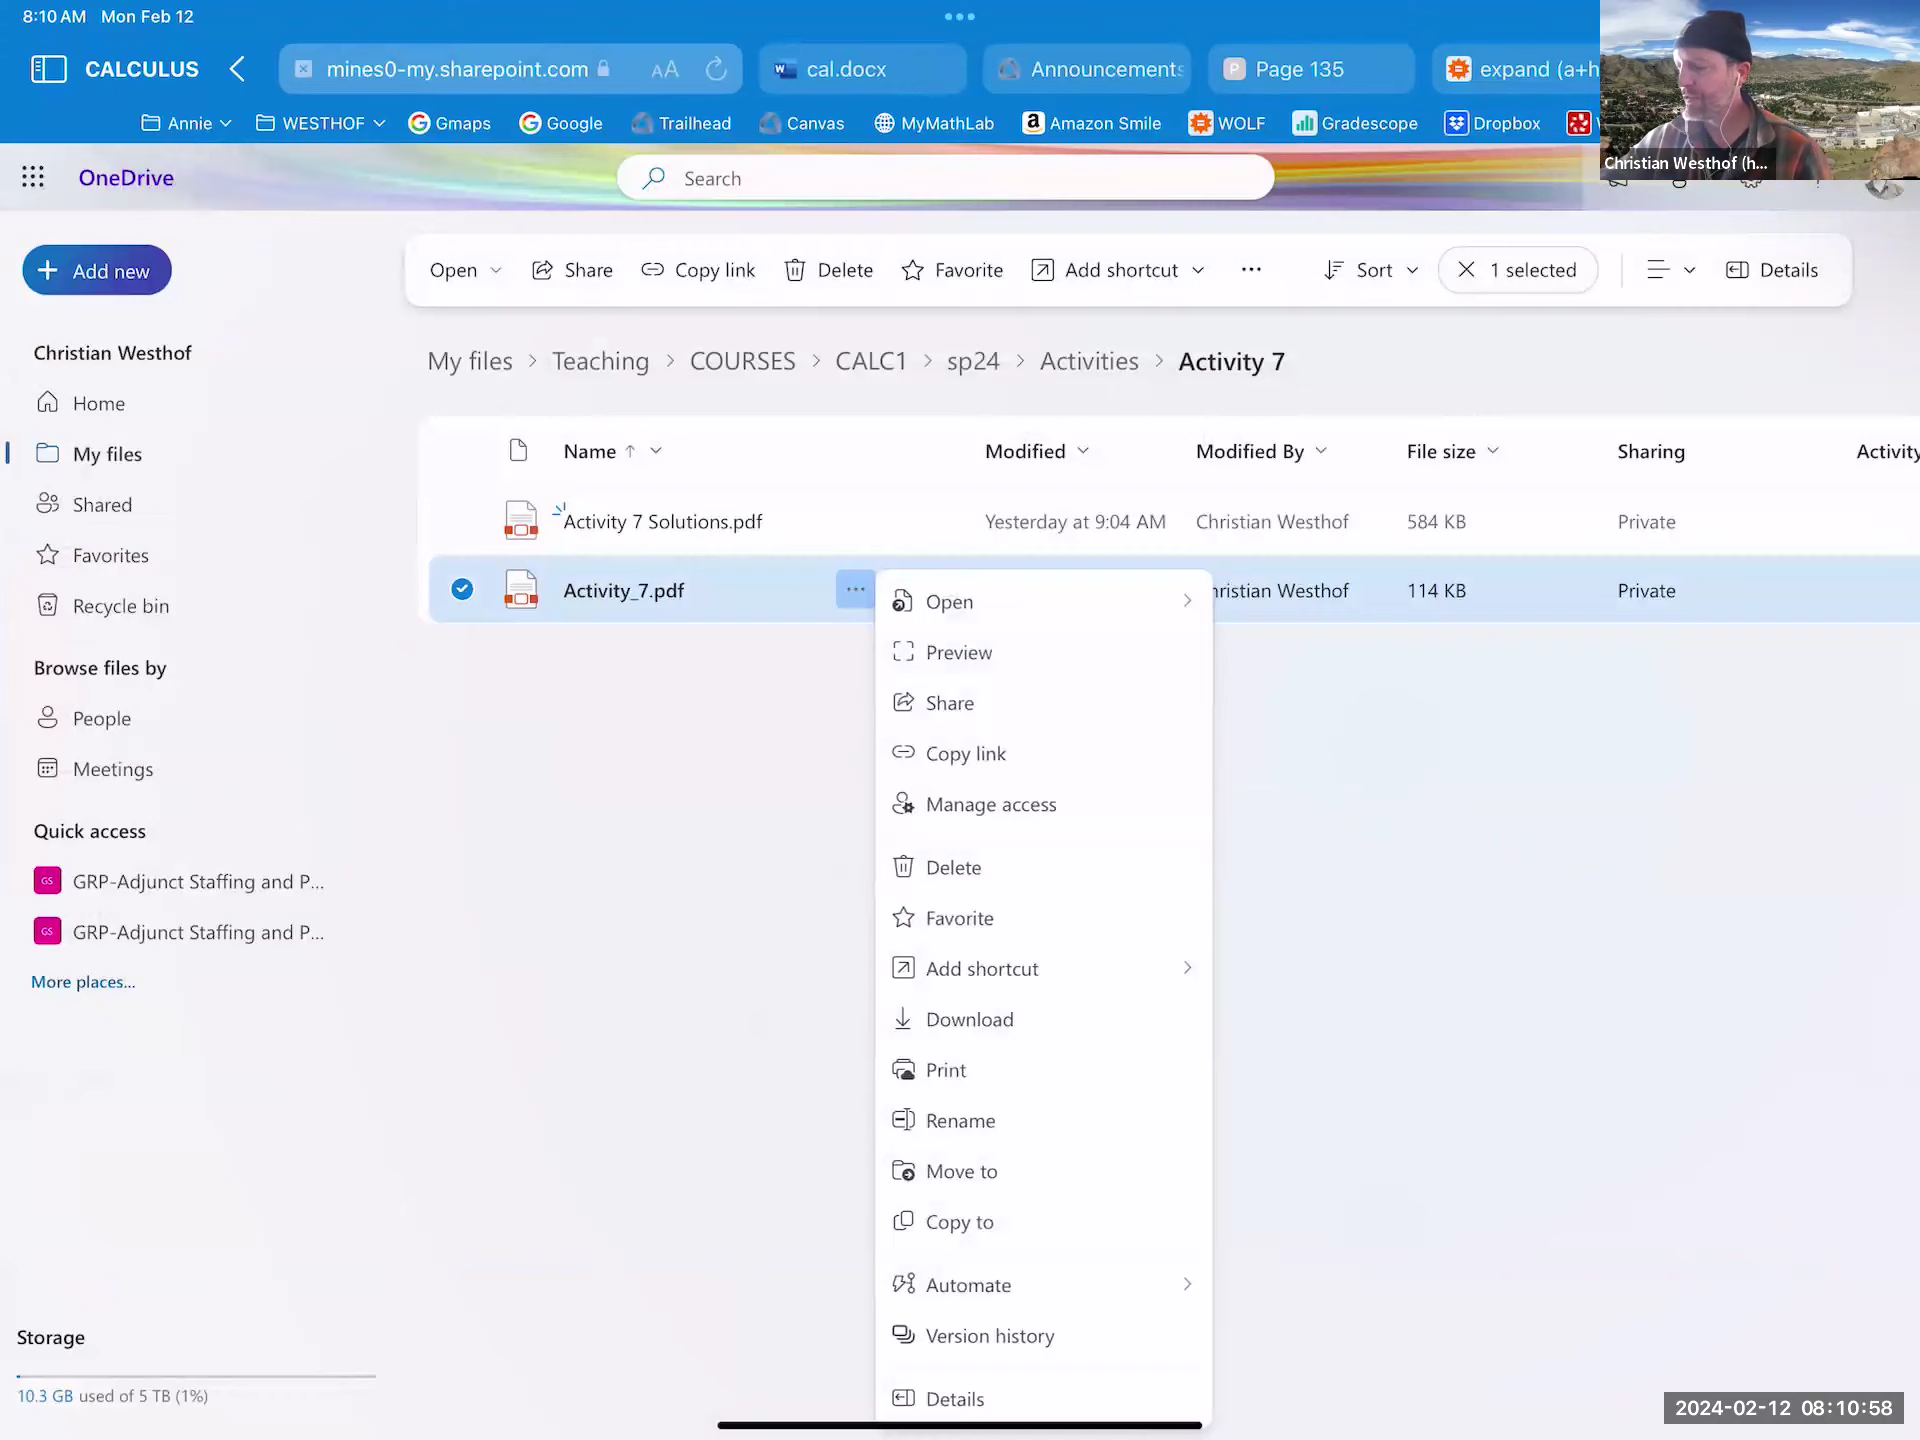 8:10 AM Mon Feb 12
CALCULUS
mines0-my.sharepoint.com
AA
cal.docx
Announcements
Page 135
expand (a+h
Annie
WESTHOF
Gmaps
Google
Trailhead
Canvas
MyMathLab
Amazon Smile
WOLF
Gradescope
Dropbox
Christian Westhof (h...
OneDrive
Search
Add new
Open
Share
Copy link
Delete
Favorite
Add shortcut
Sort
1 selected
Details
Christian Westhof
Home
My files
Shared
Favorites
Recycle bin
Browse files by
People
Meetings
Quick access
GS GRP-Adjunct Staffing and P...
GS GRP-Adjunct Staffing and P...
More places...
Storage
10.3 GB used of 5 TB (1%)
My files > Teaching > COURSES > CALC1 > sp24 > Activities > Activity 7
Name Modified Modified By File size Sharing Activity
Activity 7 Solutions.pdf Yesterday at 9:04 AM Christian Westhof 584 KB Private
Activity_7.pdf ... hristian Westhof 114 KB Private
Open
Preview
Share
Copy link
Manage access
Delete
Favorite
Add shortcut
Download
Print
Rename
Move to
Copy to
Automate
Version history
Details
2024-02-12 08:10:58